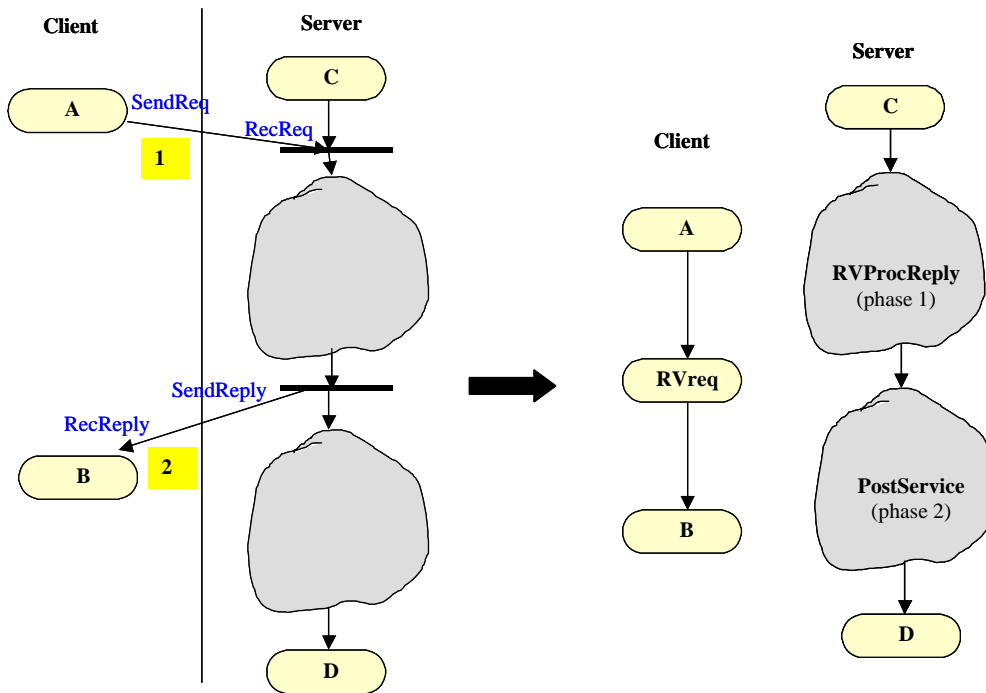 Client
Server
C
A
SendReq
RecReq
1
SendReply
RecReply
B
2
D
Server
C
Client
A
RVProcReply
(phase 1)
RVreq
PostService
(phase 2)
B
D